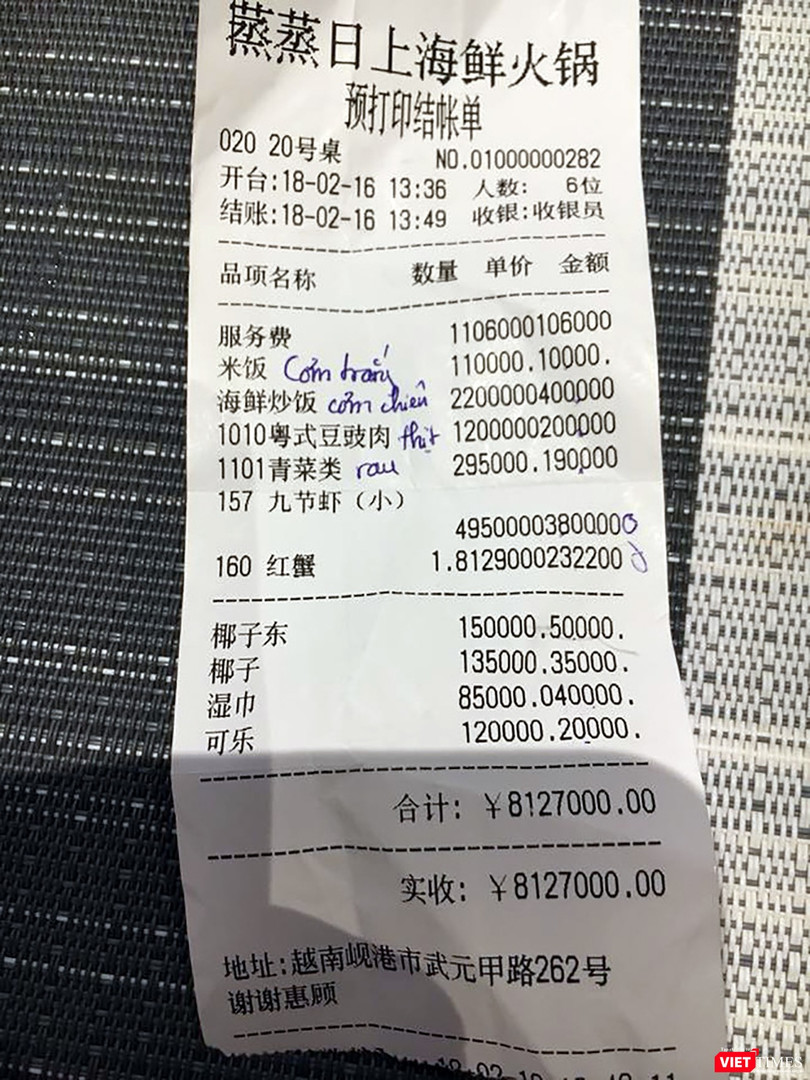 蒸蒸日上海鲜火锅
预打印结帐单
020 20号桌 NO.01000000282
开台:18-02-16 13:36 人数: 6位
结账:18-02-16 13:49 收银:收银员
品项名称 数量 单价 金额
服务费 1106000106000
米饭 Cơm trắng 110000.10000.
海鲜炒饭 cơm chiên 2200000400000
1010粤式豆豉肉 thịt 1200000200000
1101青菜类 rau 295000.190000
157 九节虾（小）
49500003800000
160 红蟹 1.8129000232200
椰子东 150000.50000.
椰子 135000.35000.
湿巾 85000.040000.
可乐 120000.20000.
合计: ￥8127000.00
实收: ￥8127000.00
地址:越南岘港市武元甲路262号
谢谢惠顾
VIETTIMES